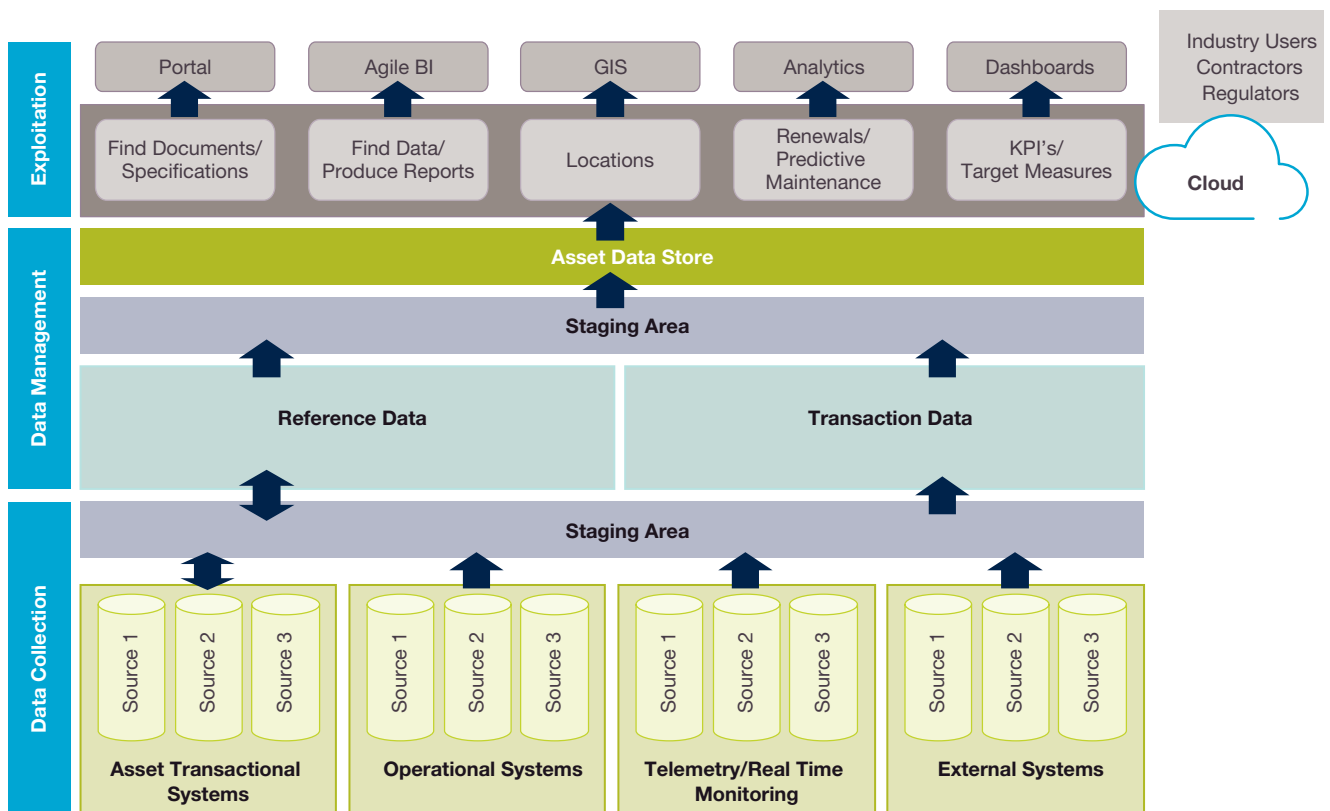 Exploitation
Portal
Agile BI
GIS
Analytics
Dashboards
Industry Users
Contractors
Regulators
Find Documents/
Specifications
Find Data/
Produce Reports
Locations
Renewals/
Predictive
Maintenance
KPI's/
Target Measures
Cloud
Data Management
Asset Data Store
Staging Area
Reference Data
Transaction Data
Data Collection
Staging Area
Source 1
Source 2
Source 3
Asset Transactional
Systems
Source 1
Source 2
Source 3
Operational Systems
Source 1
Source 2
Source 3
Telemetry/Real Time
Monitoring
Source 1
Source 2
Source 3
External Systems